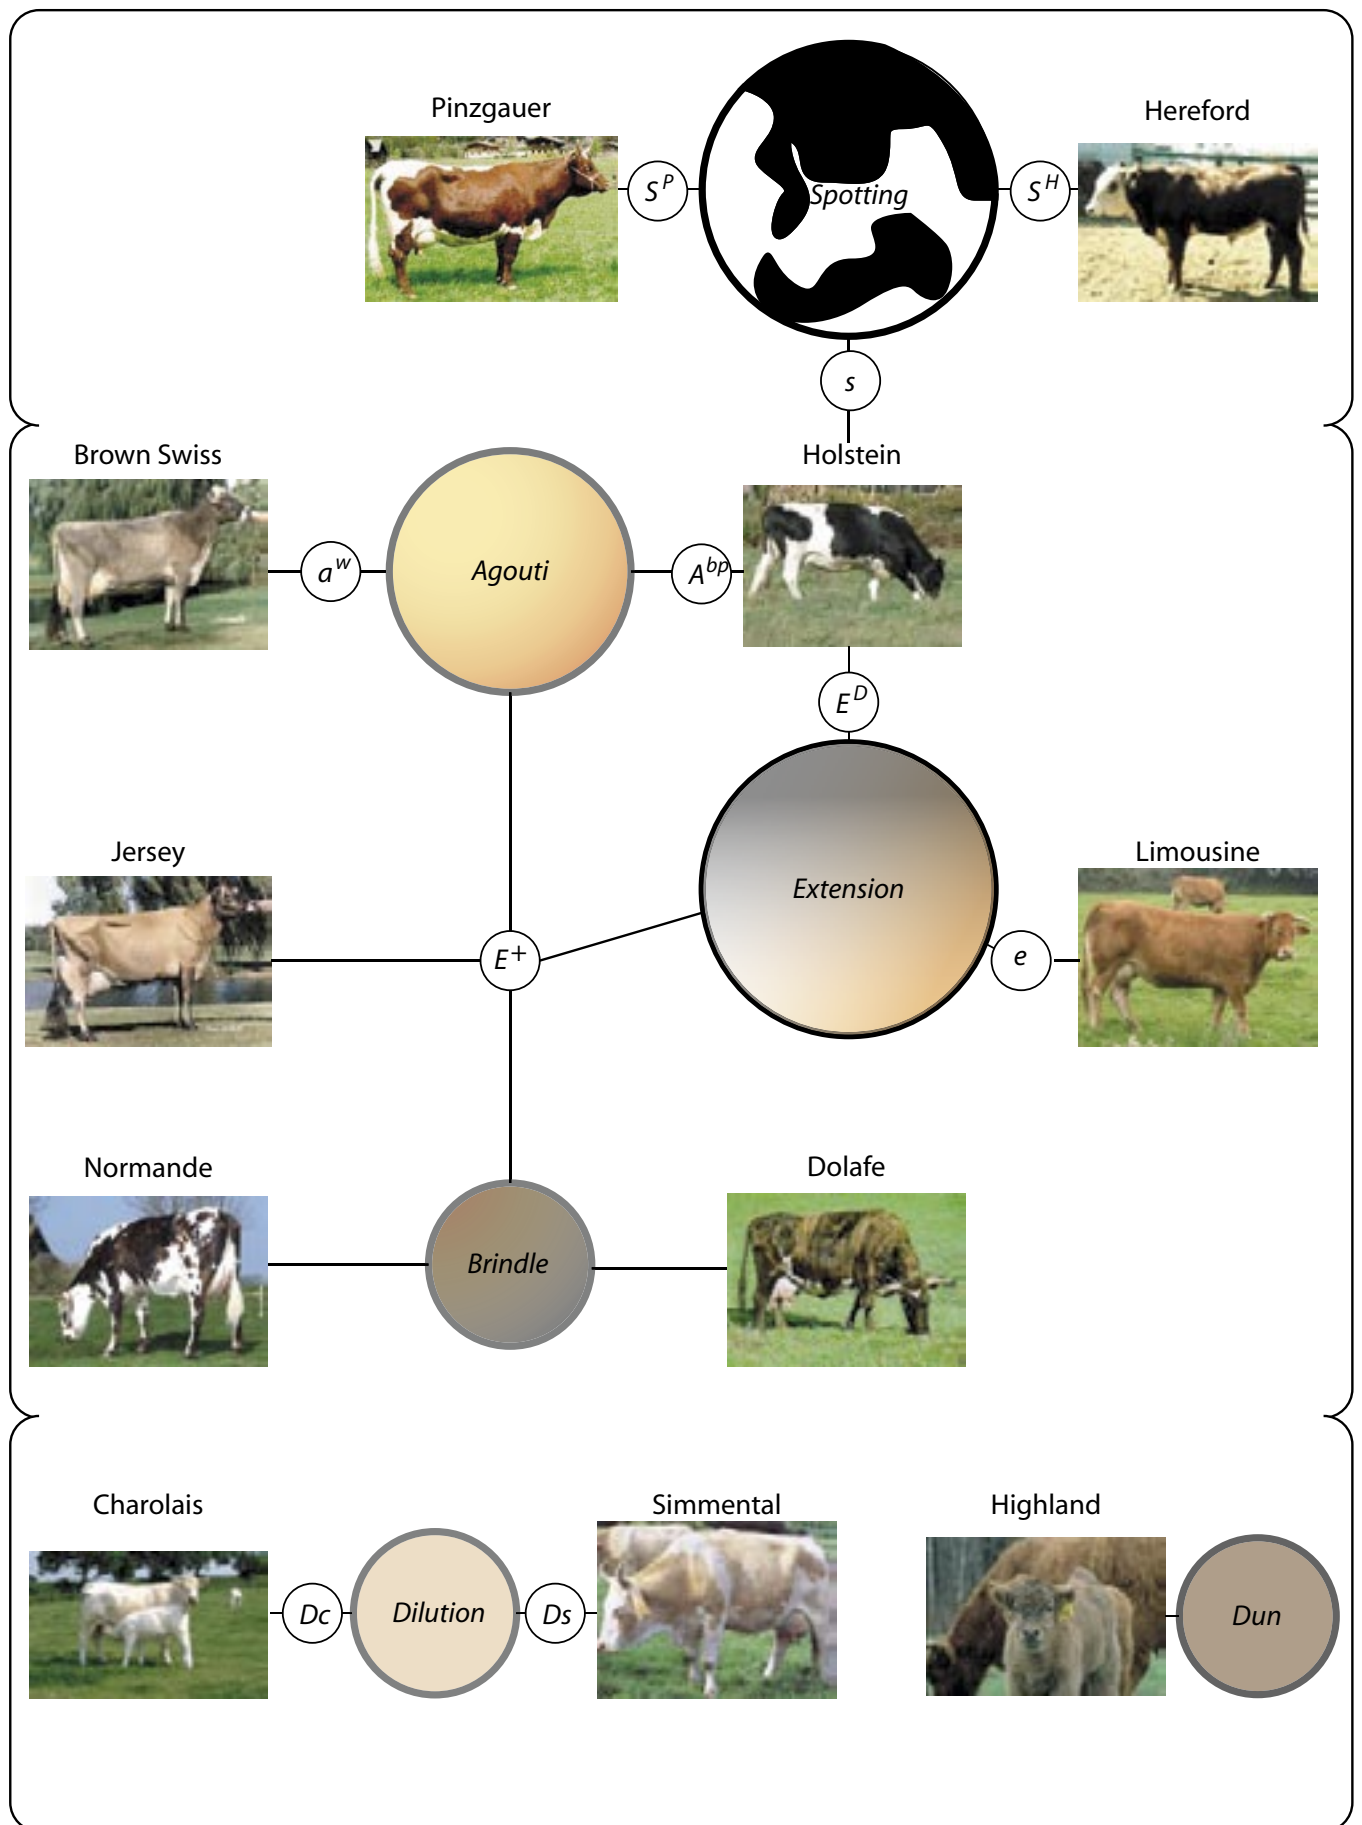 Pinzgauer
Hereford
S^P
Spotting
S^H
s
Brown Swiss
Holstein
a^w
Agouti
A^bp
E^D
Jersey
Limousine
Extension
E^+
e
Normande
Dolafe
Brindle
Charolais
Simmental
Highland
Dc
Dilution
Ds
Dun